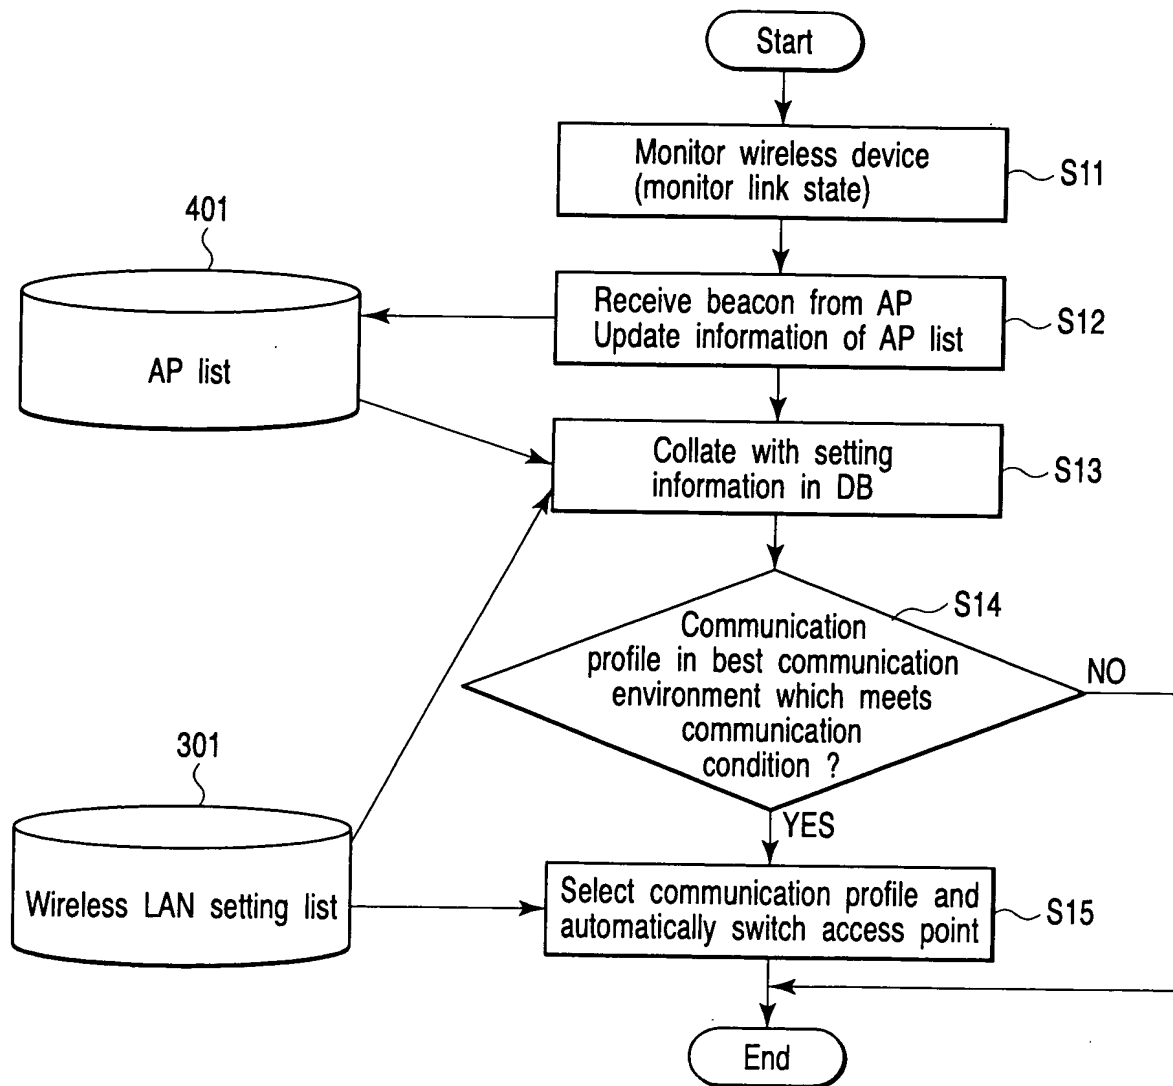 Start
Monitor wireless device
(monitor link state)
S11
401
Receive beacon from AP
Update information of AP list
S12
AP list
Collate with setting
information in DB
S13
S14
Communication
profile in best communication
environment which meets
communication
condition ?
NO
301
YES
Wireless LAN setting list
Select communication profile and
automatically switch access point
S15
End